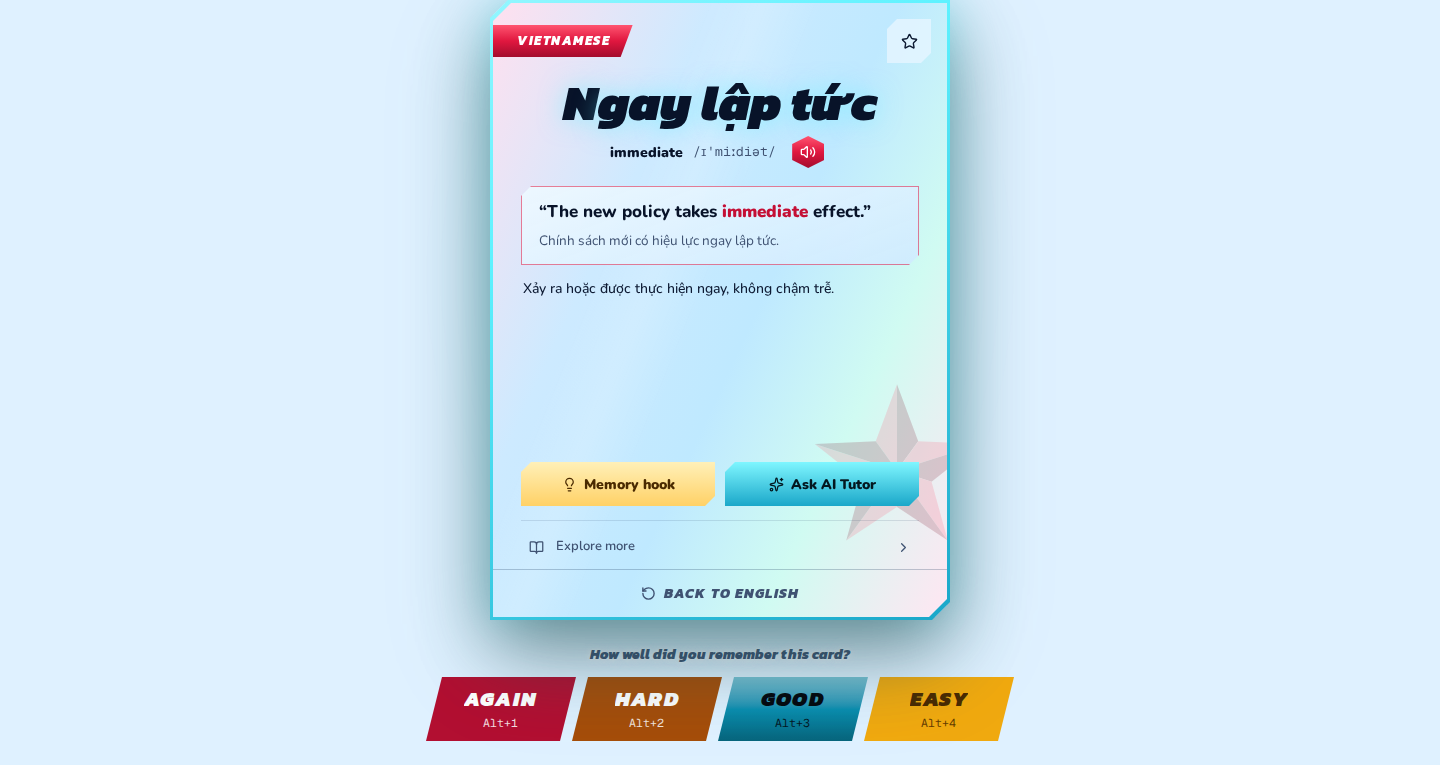 VIETNAMESE
Ngay lập tức
immediate /ɪˈmiːdiət/
“The new policy takes immediate effect.”
Chính sách mới có hiệu lực ngay lập tức.
Xảy ra hoặc được thực hiện ngay, không chậm trễ.
Memory hook
Ask AI Tutor
Explore more
BACK TO ENGLISH
How well did you remember this card?
AGAIN
Alt+1
HARD
Alt+2
GOOD
Alt+3
EASY
Alt+4